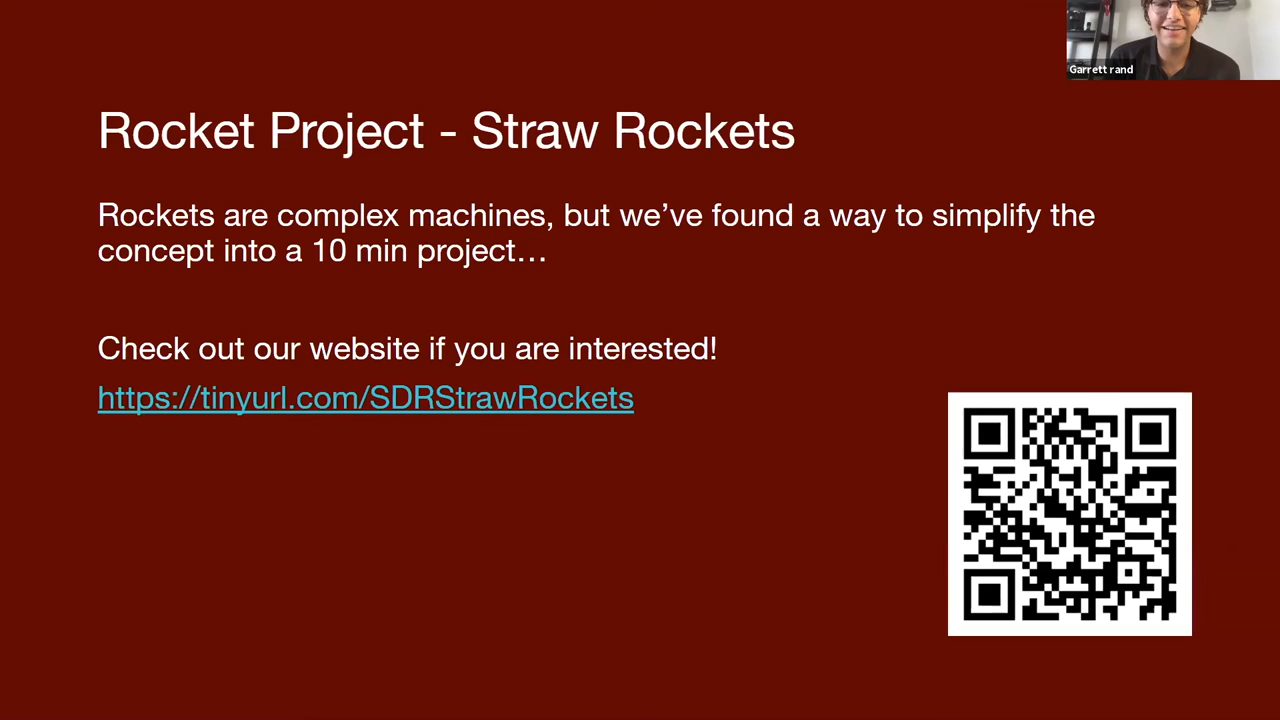 Garrett rand
Rocket Project - Straw Rockets
Rockets are complex machines, but we’ve found a way to simplify the
concept into a 10 min project…
Check out our website if you are interested!
https://tinyurl.com/SDRStrawRockets